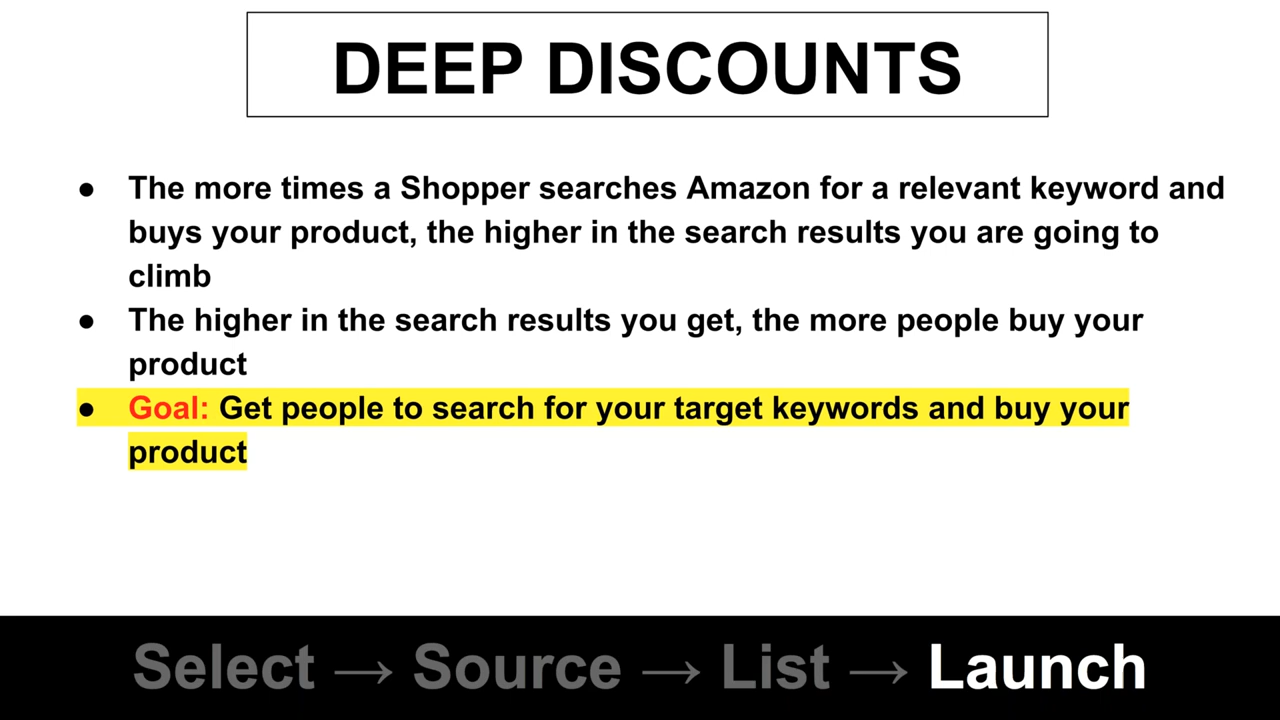 DEEP DISCOUNTS
● The more times a Shopper searches Amazon for a relevant keyword and
buys your product, the higher in the search results you are going to
climb
● The higher in the search results you get, the more people buy your
product
● Goal: Get people to search for your target keywords and buy your
product
Select → Source → List → Launch